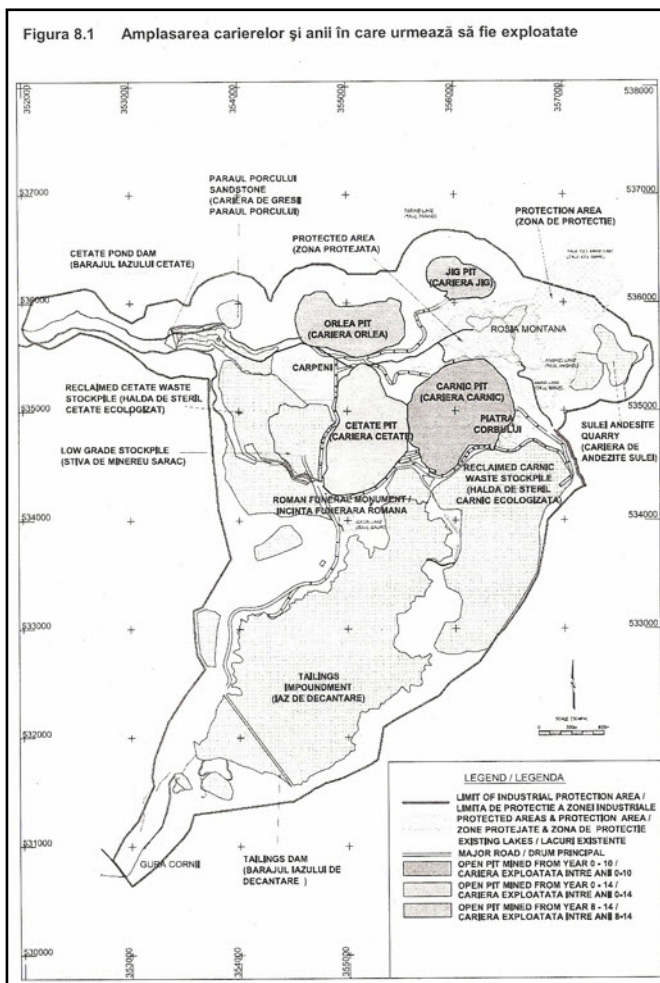 Figura 8.1 Amplasarea carierelor şi anii în care urmează să fie exploatate
352000
353000
354000
355000
356000
357000
538000
537000
537000
PARAUL PORCULUI
SANDSTONE
(CARIERA DE GRESIE
PARAUL PORCULUI)
PROTECTION AREA
(ZONA DE PROTECTIE)
PROTECTED AREA
(ZONA PROTEJATA)
CETATE POND DAM
(BARAJUL IAZULUI CETATE)
JIG PIT
(CARIERA JIG)
536000
536000
ORLEA PIT
(CARIERA ORLEA)
ROSIA MONTANA
CARPENI
RECLAIMED CETATE WASTE
STOCKPILE (HALDA DE STERIL
CETATE ECOLOGIZAT)
CARNIC PIT
(CARIERA CARNIC)
535000
535000
CETATE PIT
(CARIERA CETATE)
PIATRA
CORBULUI
SULEI ANDESITE
QUARRY
(CARIERA DE
ANDEZITE SULEI)
LOW GRADE STOCKPILE
(STIVA DE MINEREU SARAC)
RECLAIMED CARNIC
WASTE STOCKPILE
(HALDA DE STERIL
CARNIC ECOLOGIZATA)
ROMAN FUNERAL MONUMENT /
INCINTA FUNERARA ROMANA
534000
534000
533000
533000
TAILINGS
IMPOUNDMENT
(IAZ DE DECANTARE)
532000
531000
GURA CORNII
TAILINGS DAM
(BARAJUL IAZULUI DE
DECANTARE )
530000
353000
354000
355000
LEGEND / LEGENDA
LIMIT OF INDUSTRIAL PROTECTION AREA /
LIMITA DE PROTECTIE A ZONEI INDUSTRIALE
PROTECTED AREAS & PROTECTION AREA /
ZONE PROTEJATE & ZONA DE PROTECTIE
EXISTING LAKES / LACURI EXISTENTE
MAJOR ROAD / DRUM PRINCIPAL
OPEN PIT MINED FROM YEAR 0 - 10 /
CARIERA EXPLOATATA INTRE ANII 0-10
OPEN PIT MINED FROM YEAR 0 - 14 /
CARIERA EXPLOATATA INTRE ANII 0-14
OPEN PIT MINED FROM YEAR 8 - 14 /
CARIERA EXPLOATATA INTRE ANII 8-14